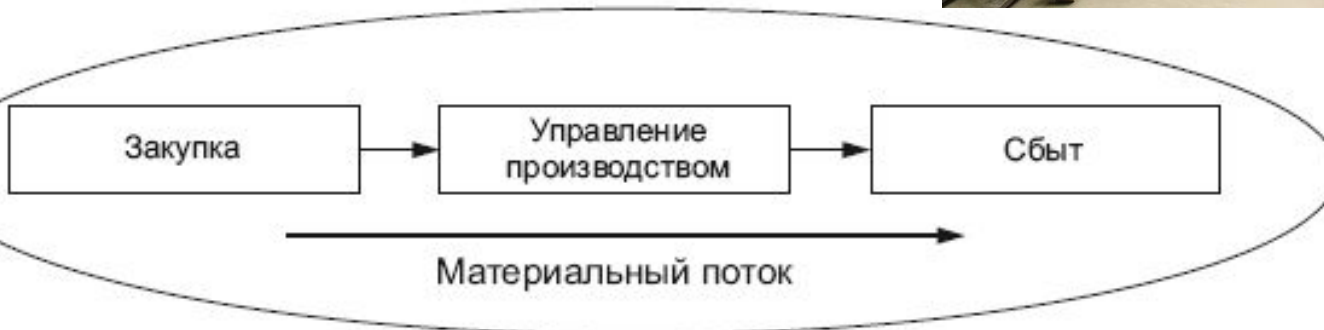 Закупка
Управление
производством
Сбыт
Материальный поток